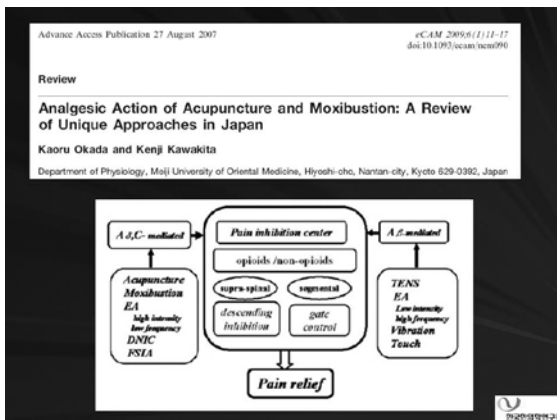 Advance Access Publication 27 August 2007
eCAM 2009;6(1)11–17
doi:10.1093/ecam/nem090
Review
Analgesic Action of Acupuncture and Moxibustion: A Review
of Unique Approaches in Japan
Kaoru Okada and Kenji Kawakita
Department of Physiology, Meiji University of Oriental Medicine, Hiyoshi-cho, Nantan-city, Kyoto 629-0392, Japan
A δ,C- mediated
Acupuncture
Moxibustion
EA
high intensity
low frequency
DNIC
FSIA
Pain inhibition center
opioids /non-opioids
supra-spinal
segmental
descending
inhibition
gate
control
A β-mediated
TENS
EA
Low intensity
high frequency
Vibration
Touch
Pain relief